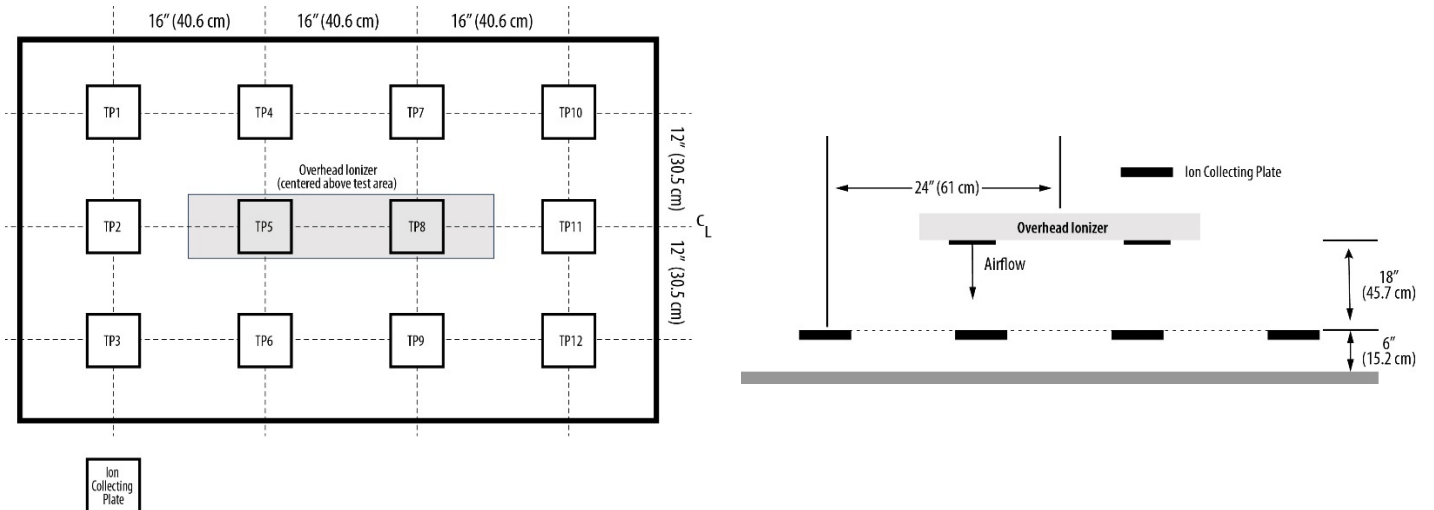 16″ (40.6 cm) 16″ (40.6 cm) 16″ (40.6 cm)
TP1 TP4 TP7 TP10
12″ (30.5 cm)
Overhead Ionizer
(centered above test area)
TP2 TP5 TP8 TP11
CL
12″ (30.5 cm)
TP3 TP6 TP9 TP12
Ion
Collecting
Plate
Ion Collecting Plate
24″ (61 cm)
Overhead Ionizer
Airflow
18″
(45.7 cm)
6″
(15.2 cm)